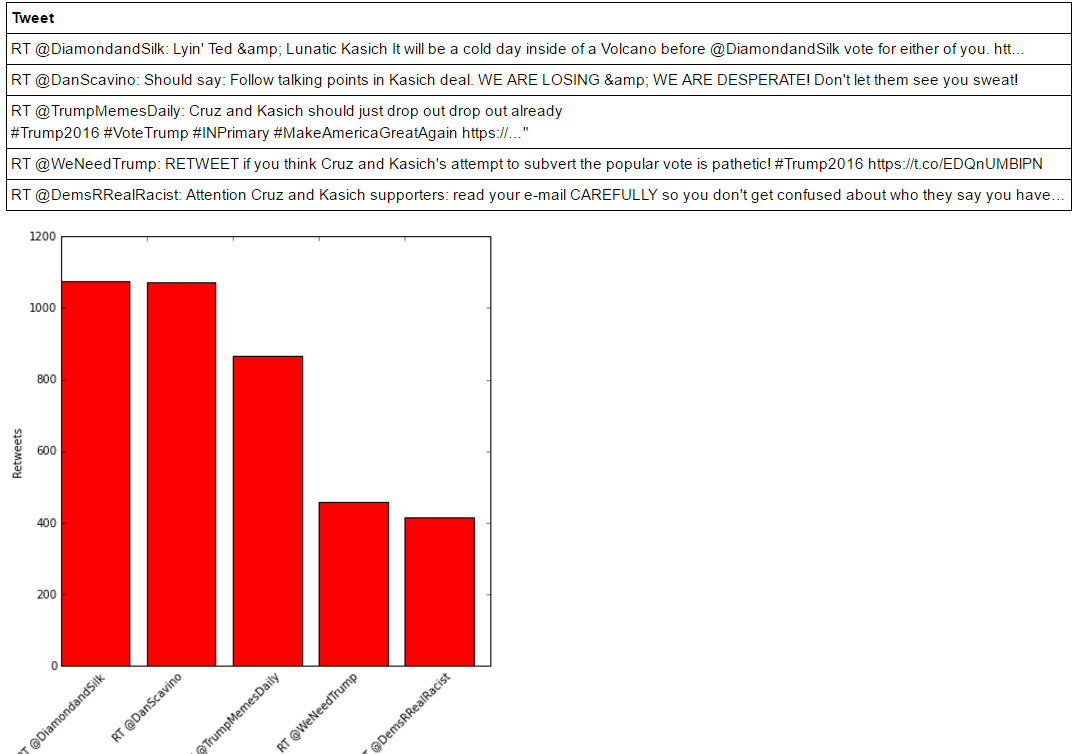 Tweet
RT @DiamondandSilk: Lyin' Ted &amp; Lunatic Kasich It will be a cold day inside of a Volcano before @DiamondandSilk vote for either of you. htt…
RT @DanScavino: Should say: Follow talking points in Kasich deal. WE ARE LOSING &amp; WE ARE DESPERATE! Don't let them see you sweat!
RT @TrumpMemesDaily: Cruz and Kasich should just drop out drop out already
#Trump2016 #VoteTrump #INPrimary #MakeAmericaGreatAgain https://…"
RT @WeNeedTrump: RETWEET if you think Cruz and Kasich's attempt to subvert the popular vote is pathetic! #Trump2016 https://t.co/EDQnUMBIPN
RT @DemsRRealRacist: Attention Cruz and Kasich supporters: read your e-mail CAREFULLY so you don't get confused about who they say you have…
1200
1000
800
600
400
200
0
Retweets
RT @DiamondandSilk
RT @DanScavino
@TrumpMemesDaily
RT @WeNeedTrump
@DemsRRealRacist